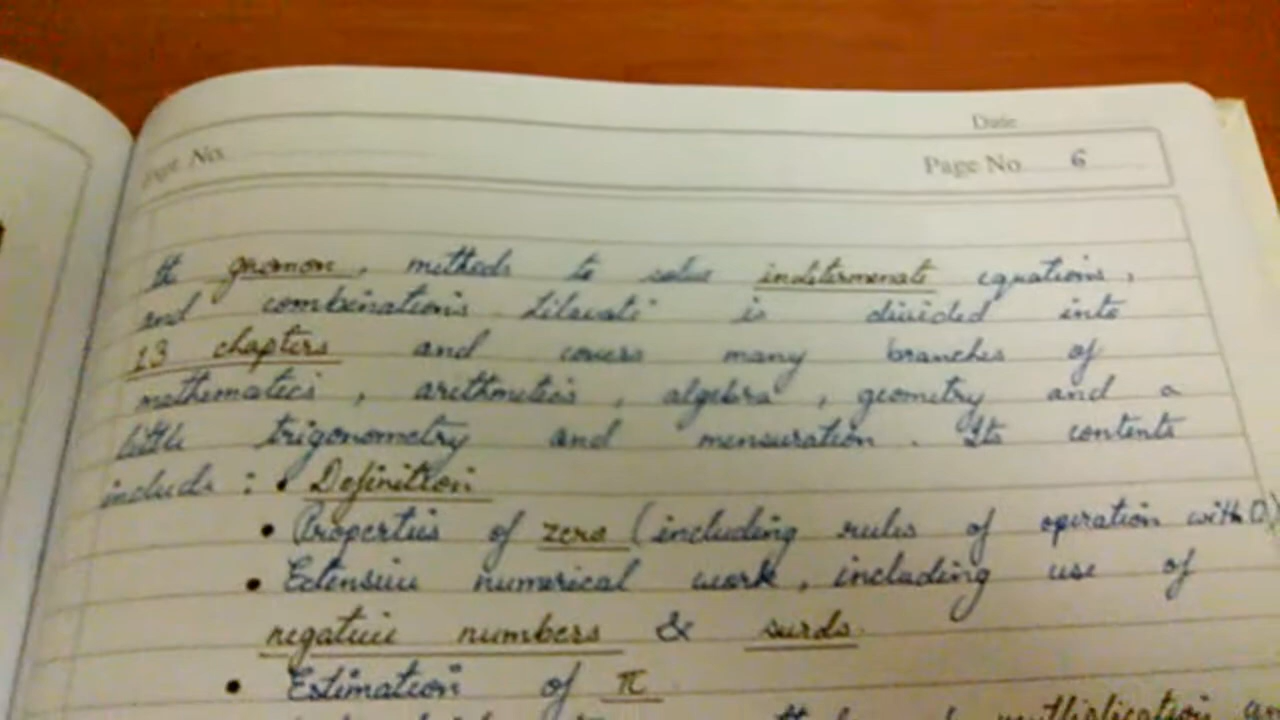 Date
Page No.
Page No. 6
the gnomon, methods to solve indeterminate equations,
and combinations. Lilavati is divided into
13 chapters and covers many branches of
mathematics, arithmetics, algebra, geometry and a
little trigonometry and mensuration. Its contents
include : • Definition
• Properties of zero (including rules of operation with 0)
• Extensive numerical work, including use of
negative numbers & surds.
• Estimation of π
multiplication